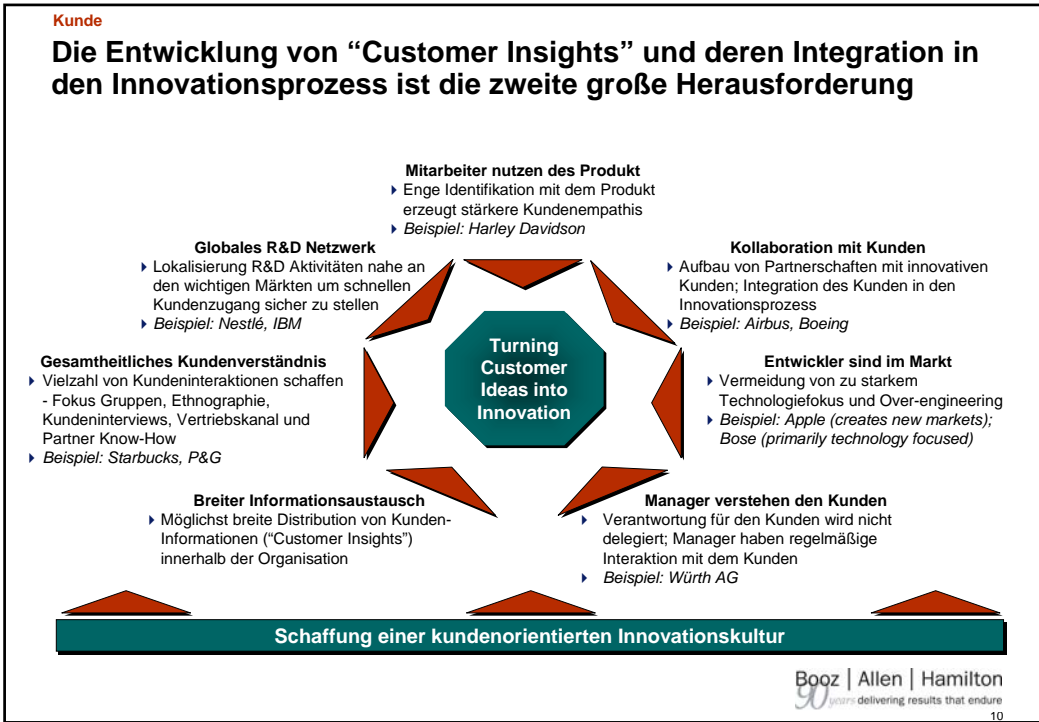 Kunde
Die Entwicklung von “Customer Insights” und deren Integration in
den Innovationsprozess ist die zweite große Herausforderung
Mitarbeiter nutzen des Produkt
Enge Identifikation mit dem Produkt
erzeugt stärkere Kundenempathis
Beispiel: Harley Davidson
Globales R&D Netzwerk
Lokalisierung R&D Aktivitäten nahe an
den wichtigen Märkten um schnellen
Kundenzugang sicher zu stellen
Beispiel: Nestlé, IBM
Kollaboration mit Kunden
Aufbau von Partnerschaften mit innovativen
Kunden; Integration des Kunden in den
Innovationsprozess
Beispiel: Airbus, Boeing
Gesamtheitliches Kundenverständnis
Vielzahl von Kundeninteraktionen schaffen
- Fokus Gruppen, Ethnographie,
Kundeninterviews, Vertriebskanal und
Partner Know-How
Beispiel: Starbucks, P&G
Turning
Customer
Ideas into
Innovation
Entwickler sind im Markt
Vermeidung von zu starkem
Technologiefokus und Over-engineering
Beispiel: Apple (creates new markets);
Bose (primarily technology focused)
Breiter Informationsaustausch
Möglichst breite Distribution von Kunden-
Informationen (“Customer Insights”)
innerhalb der Organisation
Manager verstehen den Kunden
Verantwortung für den Kunden wird nicht
delegiert; Manager haben regelmäßige
Interaktion mit dem Kunden
Beispiel: Würth AG
Schaffung einer kundenorientierten Innovationskultur
Booz | Allen | Hamilton
90 years delivering results that endure
10